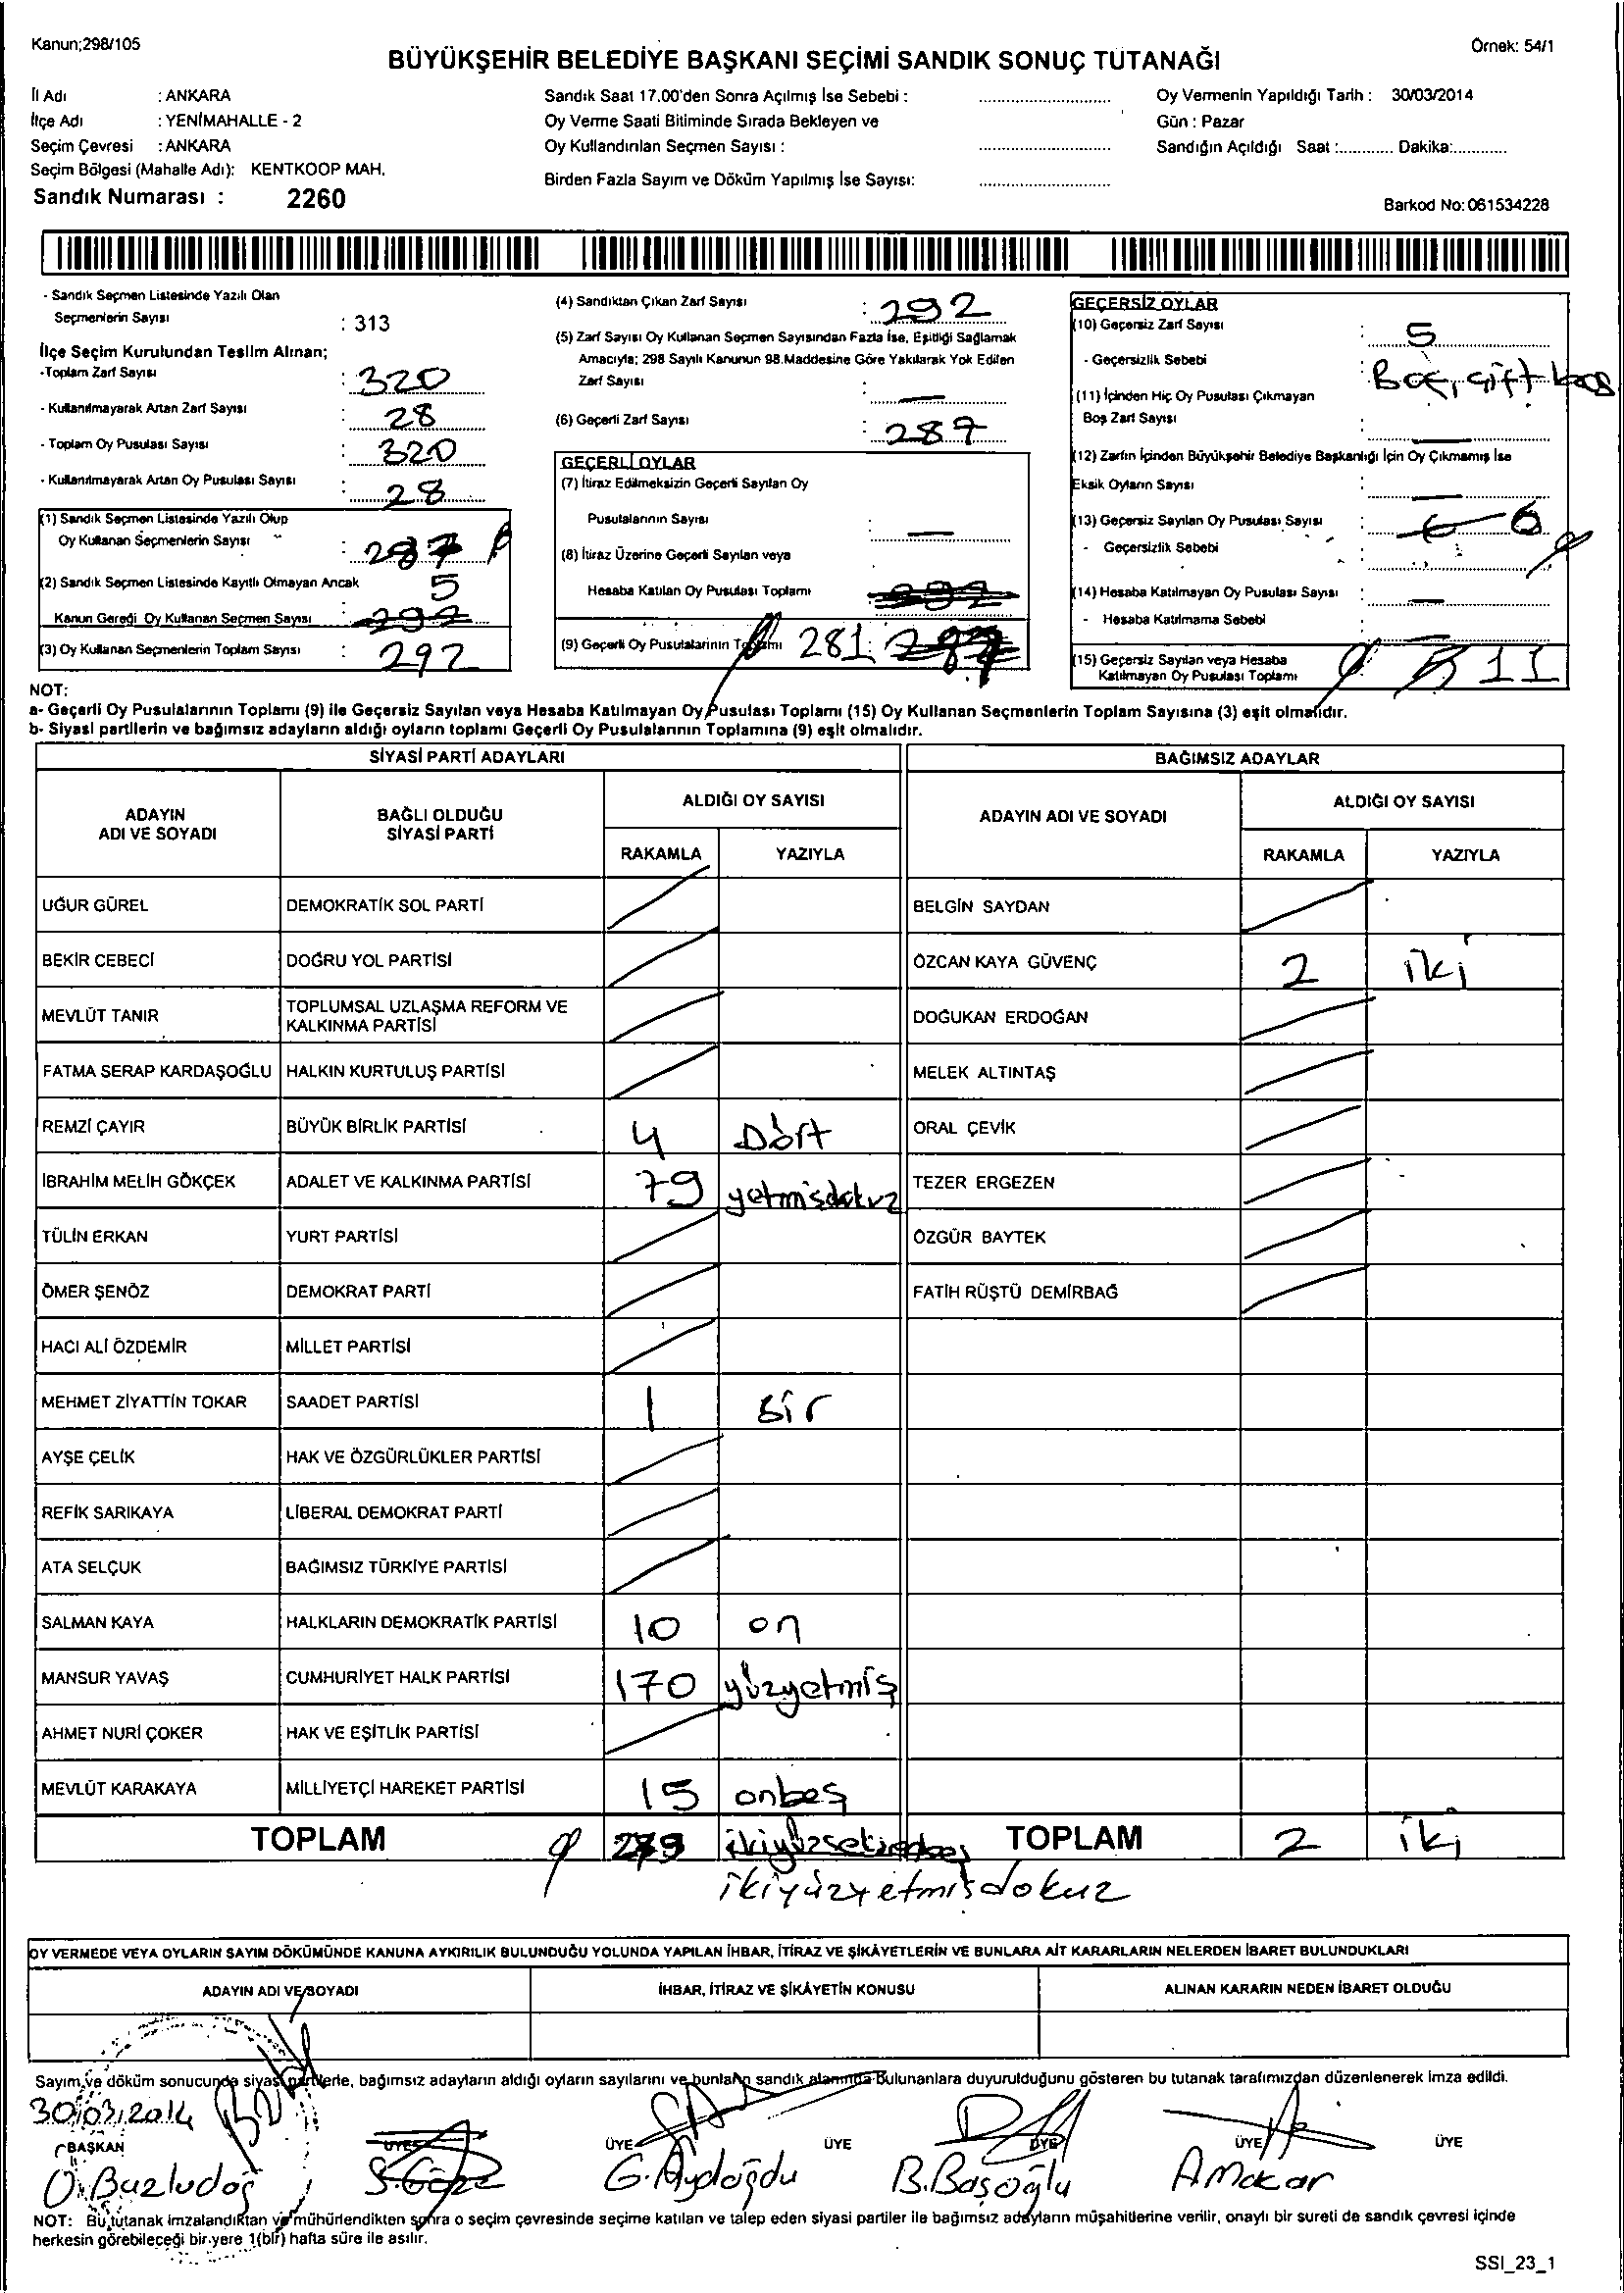 Kanun;298/105
Örnek: 54/1
BÜYÜKŞEHİR BELEDİYE BAŞKANI SEÇİMİ SANDIK SONUÇ TUTANAĞI
İl Adı : ANKARA
İlçe Adı : YENİMAHALLE - 2
Seçim Çevresi : ANKARA
Seçim Bölgesi (Mahalle Adı): KENTKOOP MAH.
Sandık Numarası : 2260
Sandık Saat 17.00'den Sonra Açılmış İse Sebebi :
Oy Verme Saati Bitiminde Sırada Bekleyen ve
Oy Kullandırılan Seçmen Sayısı :
Birden Fazla Sayım ve Döküm Yapılmış İse Sayısı:
Oy Vermenin Yapıldığı Tarih : 30/03/2014
Gün : Pazar
Sandığın Açıldığı Saat :............ Dakika:............
Barkod No: 061534228
- Sandık Seçmen Listesinde Yazılı Olan
Seçmenlerin Sayısı : 313
İlçe Seçim Kurulundan Teslim Alınan;
-Toplam Zarf Sayısı : 320
- Kullanılmayarak Artan Zarf Sayısı : 28
- Toplam Oy Pusulası Sayısı : 320
- Kullanılmayarak Artan Oy Pusulası Sayısı : 28
(1) Sandık Seçmen Listesinde Yazılı Olup
Oy Kullanan Seçmenlerin Sayısı : 287
(2) Sandık Seçmen Listesinde Kayıtlı Olmayan Ancak 5
Kanun Gereği Oy Kullanan Seçmen Sayısı : 292
(3) Oy Kullanan Seçmenlerin Toplam Sayısı : 292
(4) Sandıktan Çıkan Zarf Sayısı : 292
(5) Zarf Sayısı Oy Kullanan Seçmen Sayısından Fazla İse, Eşitliği Sağlamak
Amacıyla; 298 Sayılı Kanunun 98.Maddesine Göre Yakılarak Yok Edilen
Zarf Sayısı : —
(6) Geçerli Zarf Sayısı : 287
GEÇERLİ OYLAR
(7) İtiraz Edilmeksizin Geçerli Sayılan Oy
Pusulalarının Sayısı : —
(8) İtiraz Üzerine Geçerli Sayılan veya
Hesaba Katılan Oy Pusulası Toplamı
(9) Geçerli Oy Pusulalarının Toplamı 281 287
GEÇERSİZ OYLAR
(10) Geçersiz Zarf Sayısı : 5
- Geçersizlik Sebebi : Boş, çift
(11) İçinden Hiç Oy Pusulası Çıkmayan
Boş Zarf Sayısı : —
(12) Zarfın İçinden Büyükşehir Belediye Başkanlığı İçin Oy Çıkmamış İse
Eksik Oyların Sayısı : —
(13) Geçersiz Sayılan Oy Pusulası Sayısı : 6
- Geçersizlik Sebebi :
(14) Hesaba Katılmayan Oy Pusulası Sayısı : —
- Hesaba Katılmama Sebebi
(15) Geçersiz Sayılan veya Hesaba
Katılmayan Oy Pusulası Toplamı 11
NOT:
a- Geçerli Oy Pusulalarının Toplamı (9) ile Geçersiz Sayılan veya Hesaba Katılmayan Oy Pusulası Toplamı (15) Oy Kullanan Seçmenlerin Toplam Sayısına (3) eşit olmalıdır.
b- Siyasi partilerin ve bağımsız adayların aldığı oyların toplamı Geçerli Oy Pusulalarının Toplamına (9) eşit olmalıdır.
SİYASİ PARTİ ADAYLARI
BAĞIMSIZ ADAYLAR
ADAYIN
ADI VE SOYADI
BAĞLI OLDUĞU
SİYASİ PARTİ
ALDIĞI OY SAYISI
RAKAMLA YAZIYLA
ADAYIN ADI VE SOYADI
ALDIĞI OY SAYISI
RAKAMLA YAZIYLA
UĞUR GÜREL DEMOKRATİK SOL PARTİ BELGİN SAYDAN
BEKİR CEBECİ DOĞRU YOL PARTİSİ ÖZCAN KAYA GÜVENÇ 2 iki
MEVLÜT TANIR TOPLUMSAL UZLAŞMA REFORM VE
KALKINMA PARTİSİ DOĞUKAN ERDOĞAN
FATMA SERAP KARDAŞOĞLU HALKIN KURTULUŞ PARTİSİ MELEK ALTINTAŞ
REMZİ ÇAYIR BÜYÜK BİRLİK PARTİSİ 4 Dört ORAL ÇEVİK
İBRAHİM MELİH GÖKÇEK ADALET VE KALKINMA PARTİSİ 79 yetmişdokuz TEZER ERGEZEN
TÜLİN ERKAN YURT PARTİSİ ÖZGÜR BAYTEK
ÖMER ŞENÖZ DEMOKRAT PARTİ FATİH RÜŞTÜ DEMİRBAĞ
HACI ALİ ÖZDEMİR MİLLET PARTİSİ
MEHMET ZİYATTİN TOKAR SAADET PARTİSİ 1 Bir
AYŞE ÇELİK HAK VE ÖZGÜRLÜKLER PARTİSİ
REFİK SARIKAYA LİBERAL DEMOKRAT PARTİ
ATA SELÇUK BAĞIMSIZ TÜRKİYE PARTİSİ
SALMAN KAYA HALKLARIN DEMOKRATİK PARTİSİ 10 on
MANSUR YAVAŞ CUMHURİYET HALK PARTİSİ 170 yüzyetmiş
AHMET NURİ ÇOKER HAK VE EŞİTLİK PARTİSİ
MEVLÜT KARAKAYA MİLLİYETÇİ HAREKET PARTİSİ 15 onbeş
TOPLAM 279 TOPLAM 2 iki
ikiyüzyetmişdokuz
OY VERMEDE VEYA OYLARIN SAYIM DÖKÜMÜNDE KANUNA AYKIRILIK BULUNDUĞU YOLUNDA YAPILAN İHBAR, İTİRAZ VE ŞİKÂYETLERİN VE BUNLARA AİT KARARLARIN NELERDEN İBARET BULUNDUKLARI
ADAYIN ADI VE SOYADI İHBAR, İTİRAZ VE ŞİKÂYETİN KONUSU ALINAN KARARIN NEDEN İBARET OLDUĞU
Sayım ve döküm sonucunda siyasi partilerle, bağımsız adayların aldığı oyların sayılarını ve bunların sandık alanında Bulunanlara duyurulduğunu gösteren bu tutanak tarafımızdan düzenlenerek imza edildi.
30/03/2014
BAŞKAN ÜYE ÜYE ÜYE ÜYE ÜYE ÜYE
O.Buzludağ S.Göze G.Aydoğdu B.Başoğlu A.Makar
NOT: Bu tutanak imzalandıktan ve mühürlendikten sonra o seçim çevresinde seçime katılan ve talep eden siyasi partiler ile bağımsız adayların müşahitlerine verilir, onaylı bir sureti de sandık çevresi içinde
herkesin görebileceği bir yere 1(bir) hafta süre ile asılır.
SSI_23_1